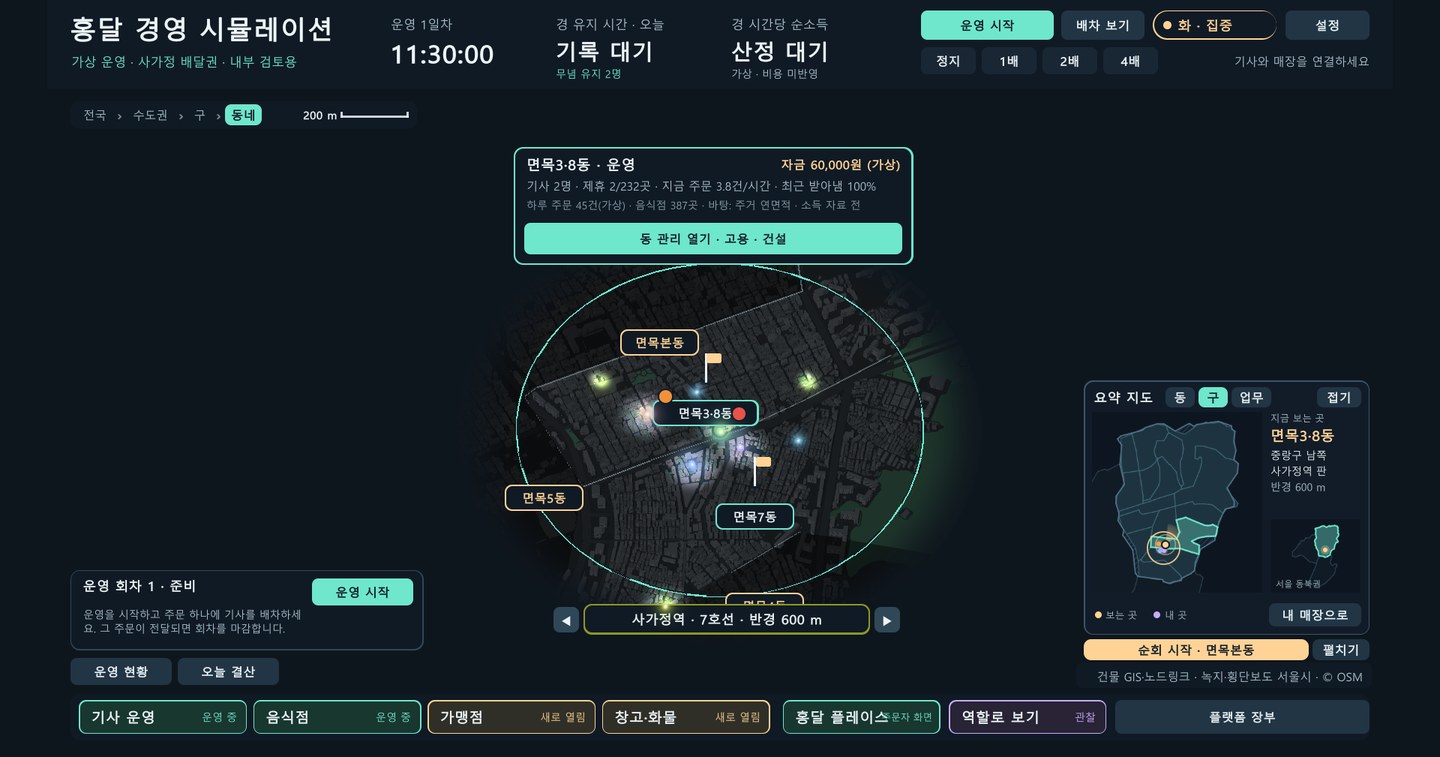 홍달 경영 시뮬레이션
가상 운영 · 사가정 배달권 · 내부 검토용
운영 1일차
11:30:00
경 유지 시간 · 오늘
기록 대기
무냄 유지 2명
경 시간당 순소득
산정 대기
가상 · 비용 미반영
운영 시작
배차 보기
화 · 집중
설정
정지
1배
2배
4배
기사와 매장을 연결하세요
전국 › 수도권 › 구 › 동네
200 m
면목3·8동 · 운영
자금 60,000원 (가상)
기사 2명 · 제휴 2/232곳 · 지금 주문 3.8건/시간 · 최근 받아냄 100%
하루 주문 45건(가상) · 음식점 387곳 · 바탕: 주거 연면적 · 소득 자료 전
동 관리 열기 · 고용 · 건설
면목본동
면목3·8동
면목5동
면목7동
사가정역 · 7호선 · 반경 600 m
◀
▶
요약 지도
동
구
업무
접기
지금 보는 곳
면목3·8동
중랑구 남쪽
사가정역 판
반경 600 m
서울 동북권
보는 곳
내 곳
내 매장으로
순회 시작 · 면목본동
펼치기
건물 GIS·노드링크 · 녹지·횡단보도 서울시 · © OSM
운영 회차 1 · 준비
운영 시작
운영을 시작하고 주문 하나에 기사를 배차하세
요. 그 주문이 전달되면 회차를 마감합니다.
운영 현황
오늘 결산
기사 운영
운영 중
음식점
운영 중
가맹점
새로 열림
창고·화물
새로 열림
홍달 플레이스
주문자 화면
역할로 보기
관찰
플랫폼 장부